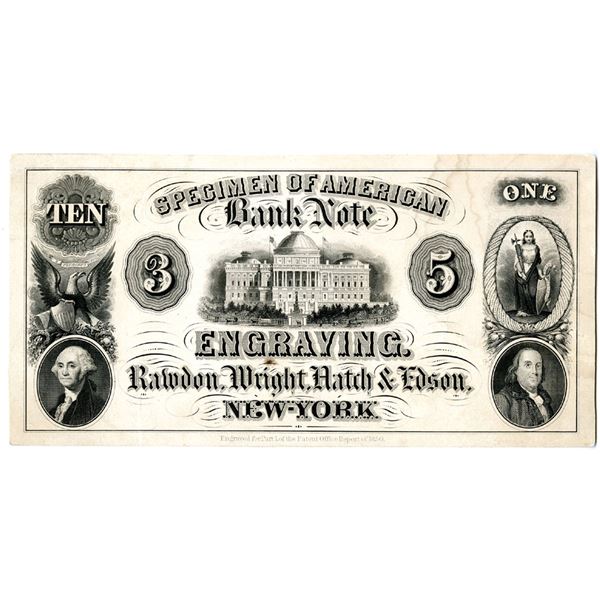 TEN
SPECIMEN OF AMERICAN
ONE
Bank Note
3
5
ENGRAVING,
Rawdon, Wright, Hatch & Edson,
NEW-YORK.
Engraved for Part 1 of the Patent Office Report of 1850.